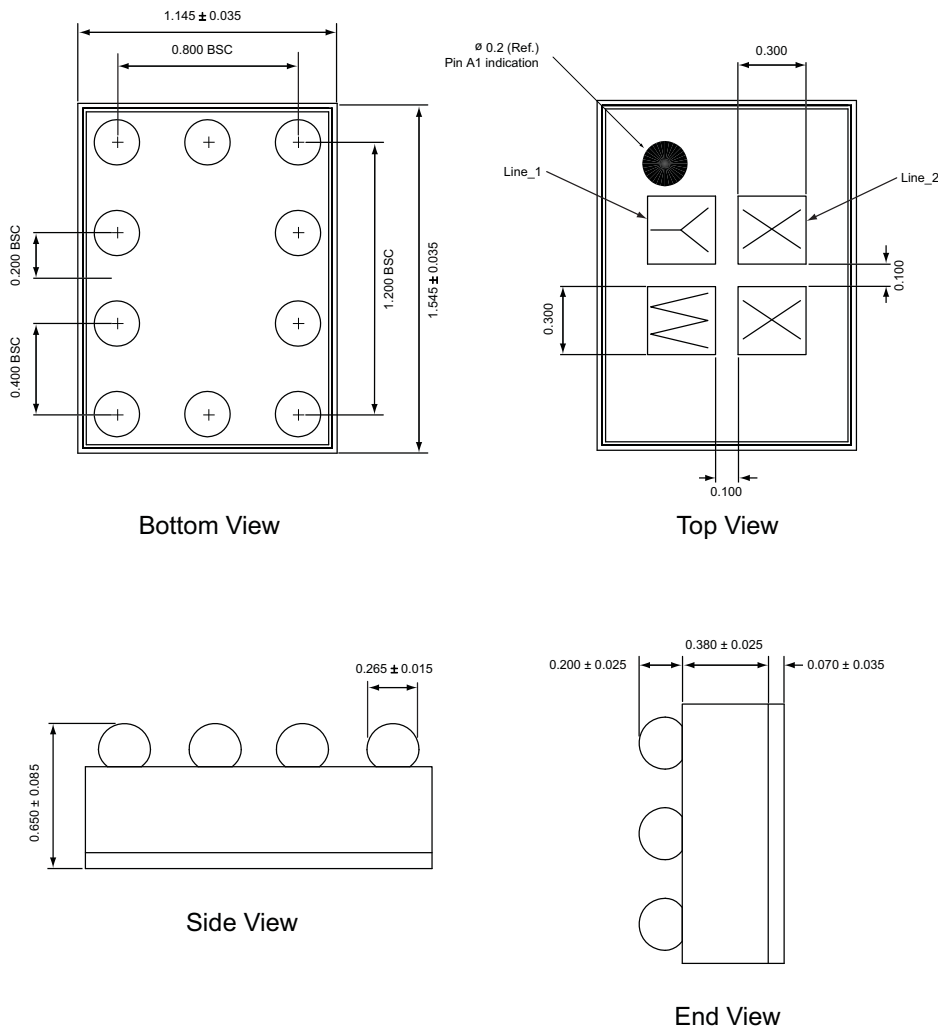 1.145 ± 0.035
0.800 BSC
0.200 BSC
0.400 BSC
1.200 BSC
1.545 ± 0.035
Bottom View
ø 0.2 (Ref.)
Pin A1 indication
0.300
Line_1
Line_2
Y X
W X
0.300
0.100
0.100
Top View
0.265 ± 0.015
0.650 ± 0.085
Side View
0.380 ± 0.025
0.200 ± 0.025
0.070 ± 0.035
End View